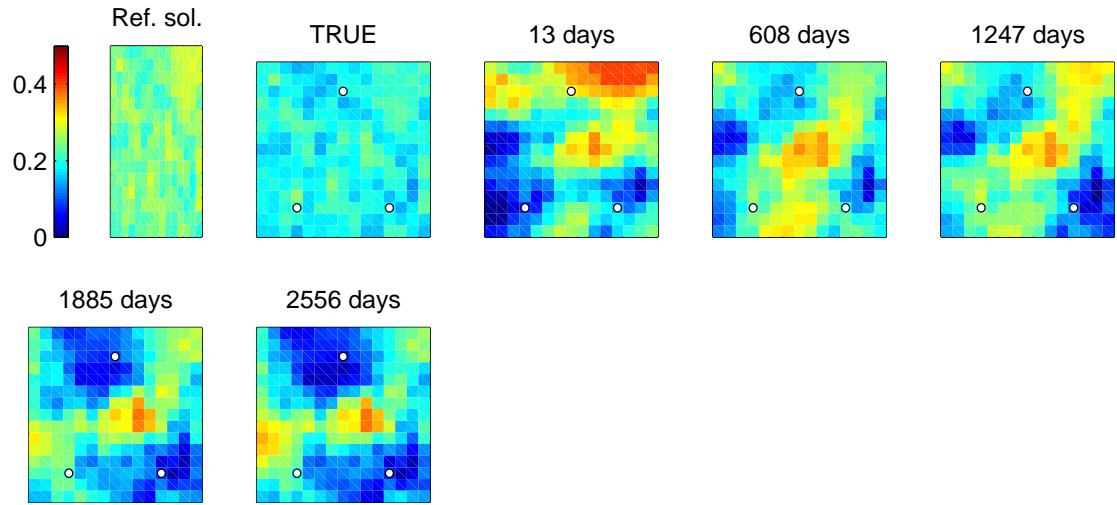 Ref. sol.
TRUE
13 days
608 days
1247 days
0.4
0.2
0
1885 days
2556 days